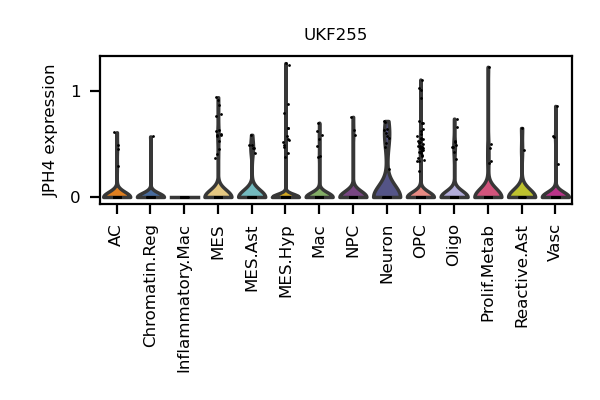 UKF255
JPH4 expression
1
0
AC
Chromatin.Reg
Inflammatory.Mac
MES
MES.Ast
MES.Hyp
Mac
NPC
Neuron
OPC
Oligo
Prolif.Metab
Reactive.Ast
Vasc